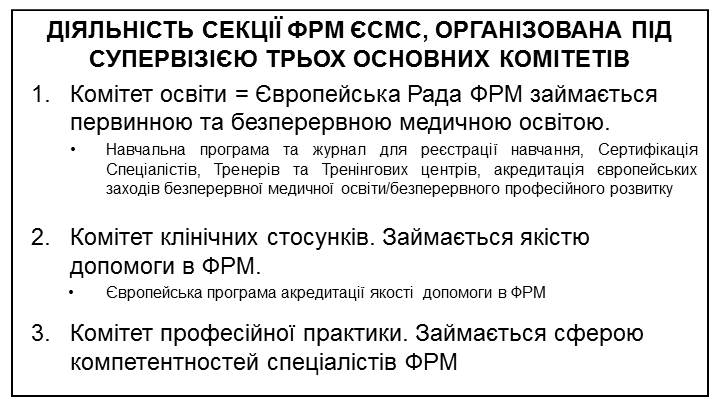 ДІЯЛЬНІСТЬ СЕКЦІЇ ФРМ ЄСМС, ОРГАНІЗОВАНА ПІД
СУПЕРВІЗІЄЮ ТРЬОХ ОСНОВНИХ КОМІТЕТІВ
1. Комітет освіти = Європейська Рада ФРМ займається
первинною та безперервною медичною освітою.
• Навчальна програма та журнал для реєстрації навчання, Сертифікація
Спеціалістів, Тренерів та Тренінгових центрів, акредитація європейських
заходів безперервної медичної освіти/безперервного професійного розвитку
2. Комітет клінічних стосунків. Займається якістю
допомоги в ФРМ.
• Європейська програма акредитації якості допомоги в ФРМ
3. Комітет професійної практики. Займається сферою
компетентностей спеціалістів ФРМ